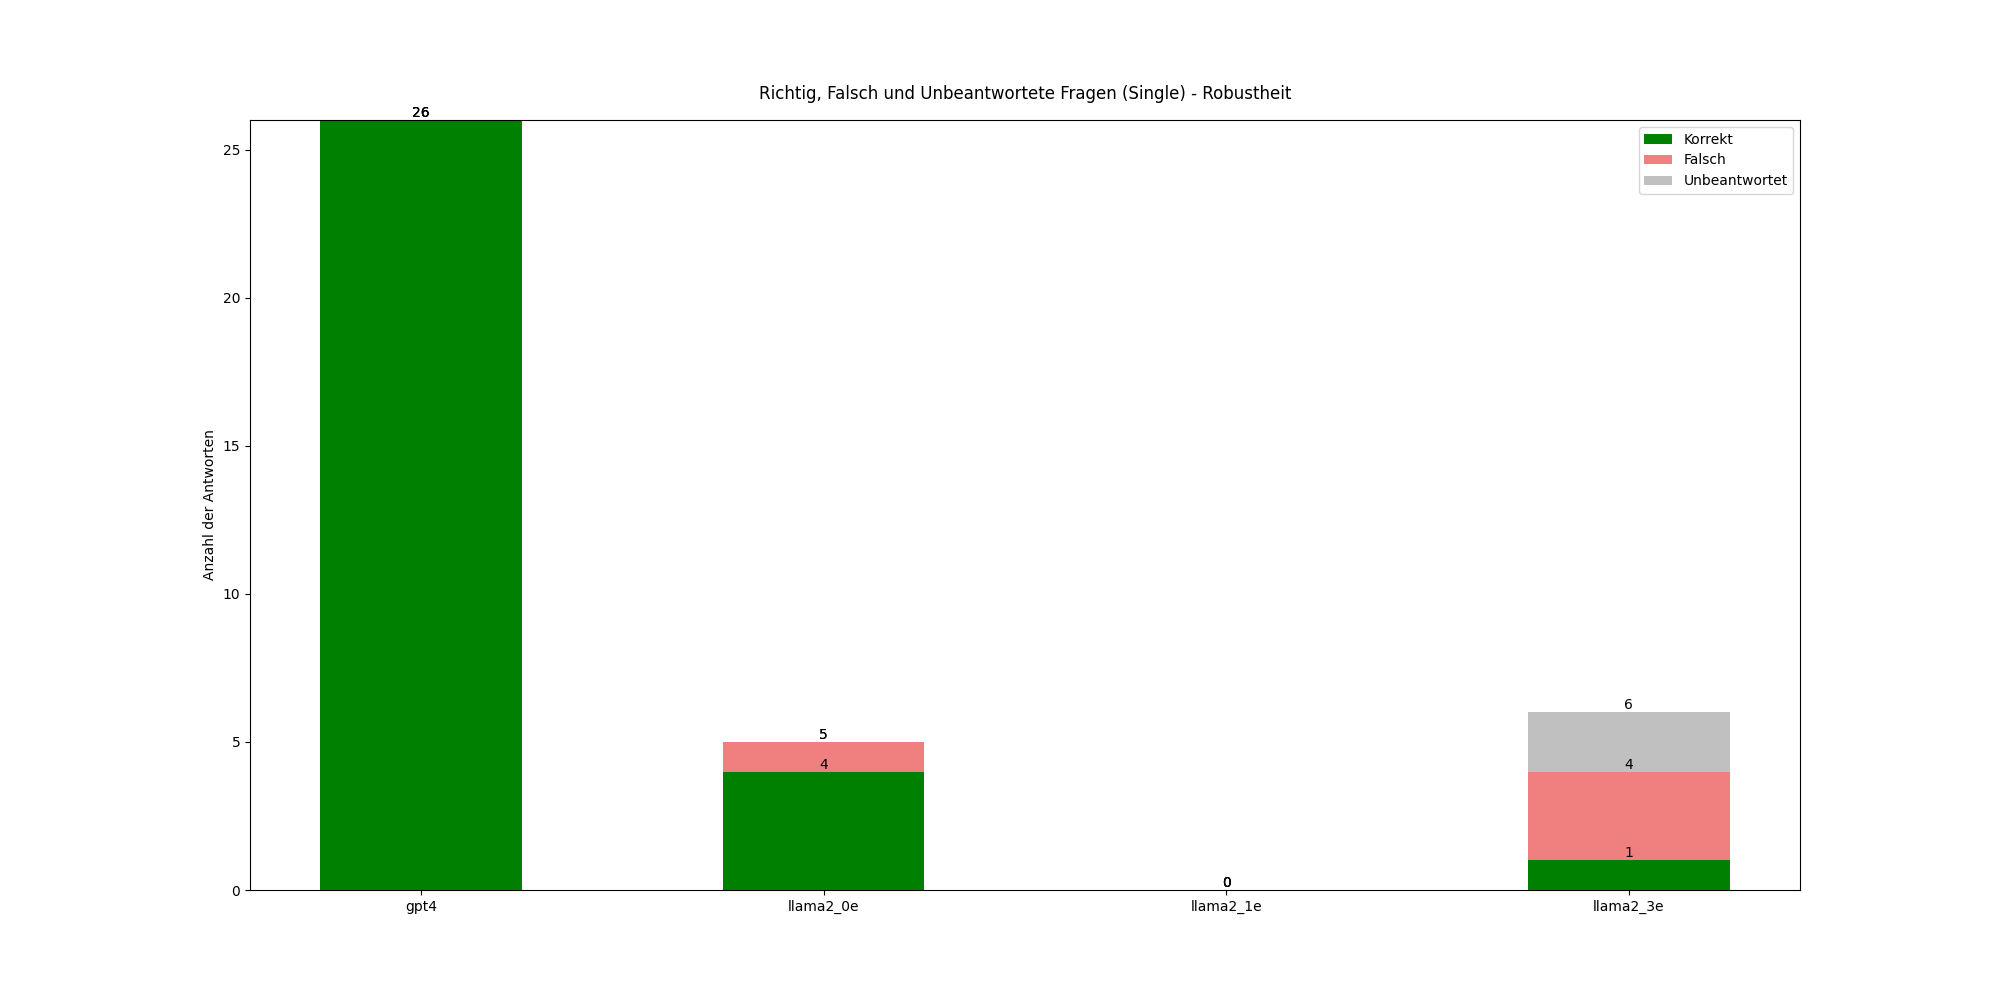 Richtig, Falsch und Unbeantwortete Fragen (Single) - Robustheit
26
25
20
15
10
5
0
Anzahl der Antworten
Korrekt
Falsch
Unbeantwortet
5
4
0
6
4
1
gpt4
llama2_0e
llama2_1e
llama2_3e